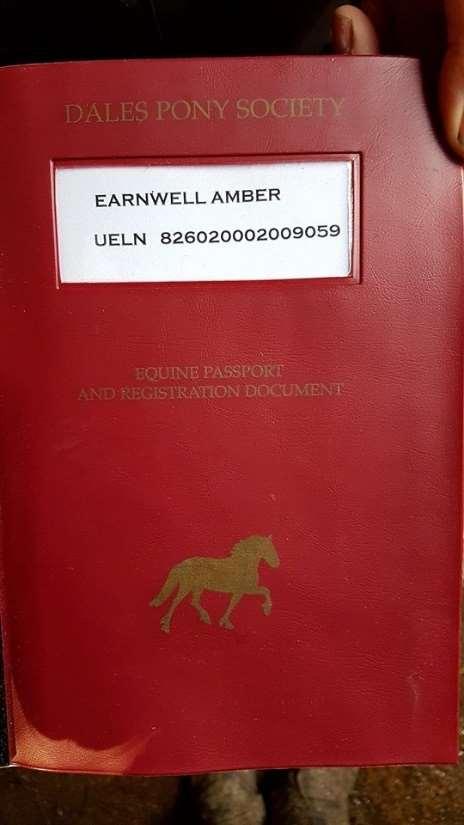 DALES PONY SOCIETY
EARNWELL AMBER
UELN 826020002009059
EQUINE PASSPORT
AND REGISTRATION DOCUMENT